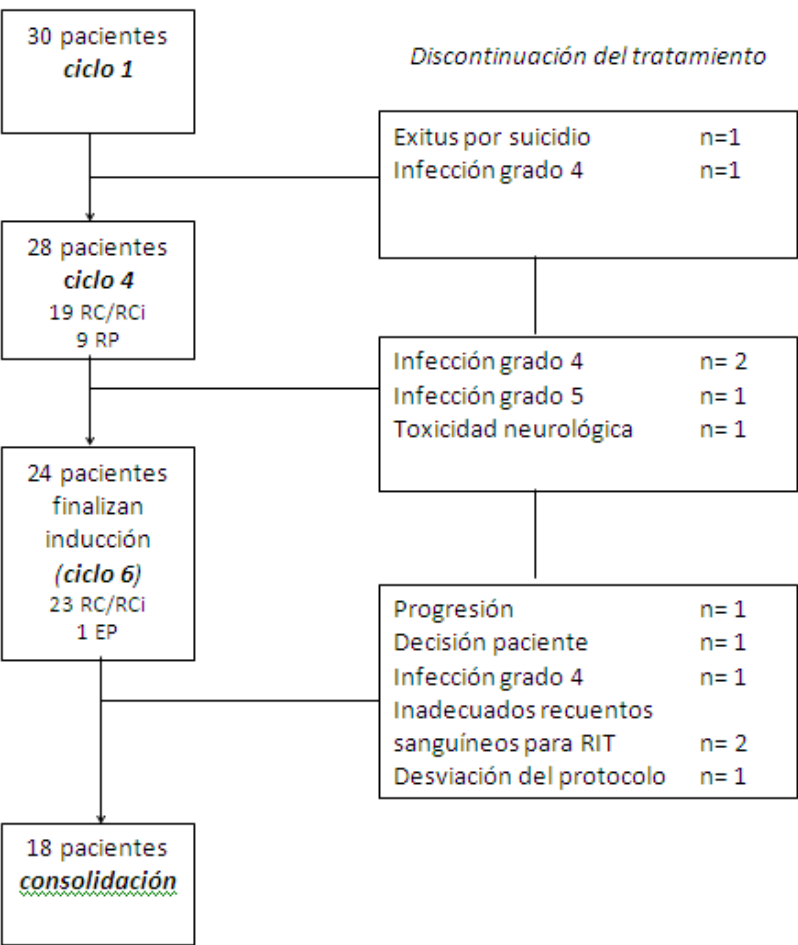 30 pacientes
ciclo 1
Discontinuación del tratamiento
Exitus por suicidio n=1
Infección grado 4 n=1
28 pacientes
ciclo 4
19 RC/RCi
9 RP
Infección grado 4 n= 2
Infección grado 5 n= 1
Toxicidad neurológica n= 1
24 pacientes
finalizan
inducción
(ciclo 6)
23 RC/RCi
1 EP
Progresión n= 1
Decisión paciente n= 1
Infección grado 4 n= 1
Inadecuados recuentos
sanguíneos para RIT n= 2
Desviación del protocolo n= 1
18 pacientes
consolidación